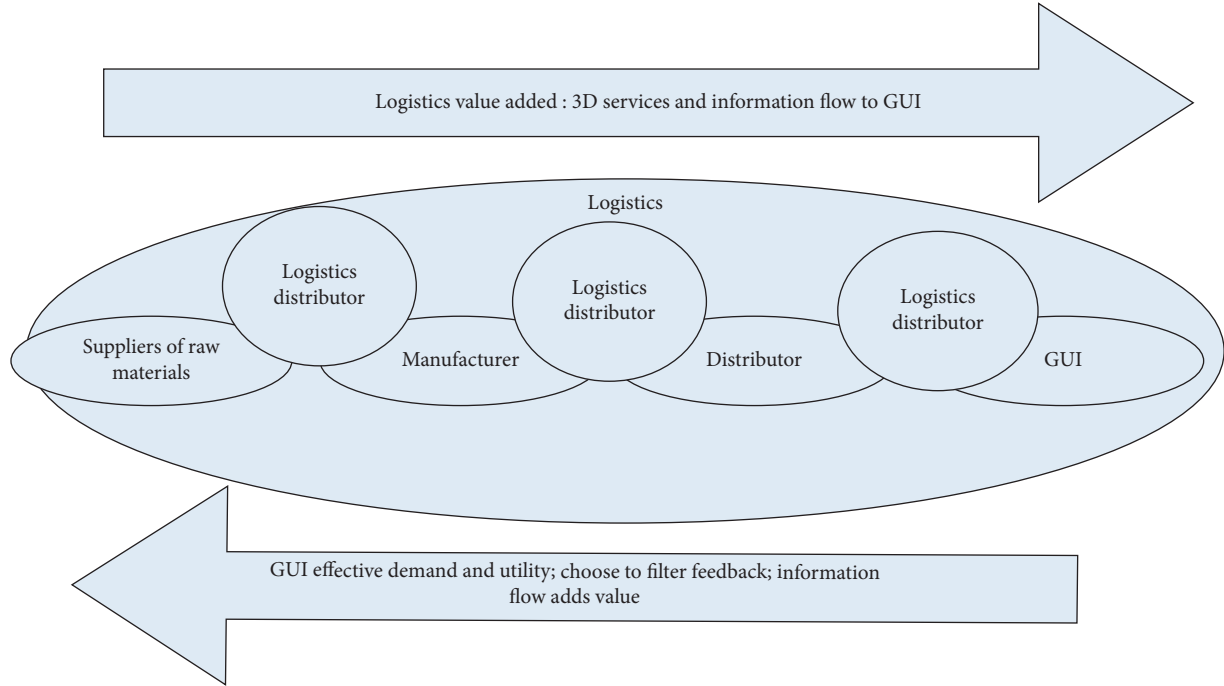 Logistics value added : 3D services and information flow to GUI
Logistics
Logistics
distributor
Logistics
distributor
Logistics
distributor
Suppliers of raw
materials
Manufacturer
Distributor
GUI
GUI effective demand and utility; choose to filter feedback; information
flow adds value